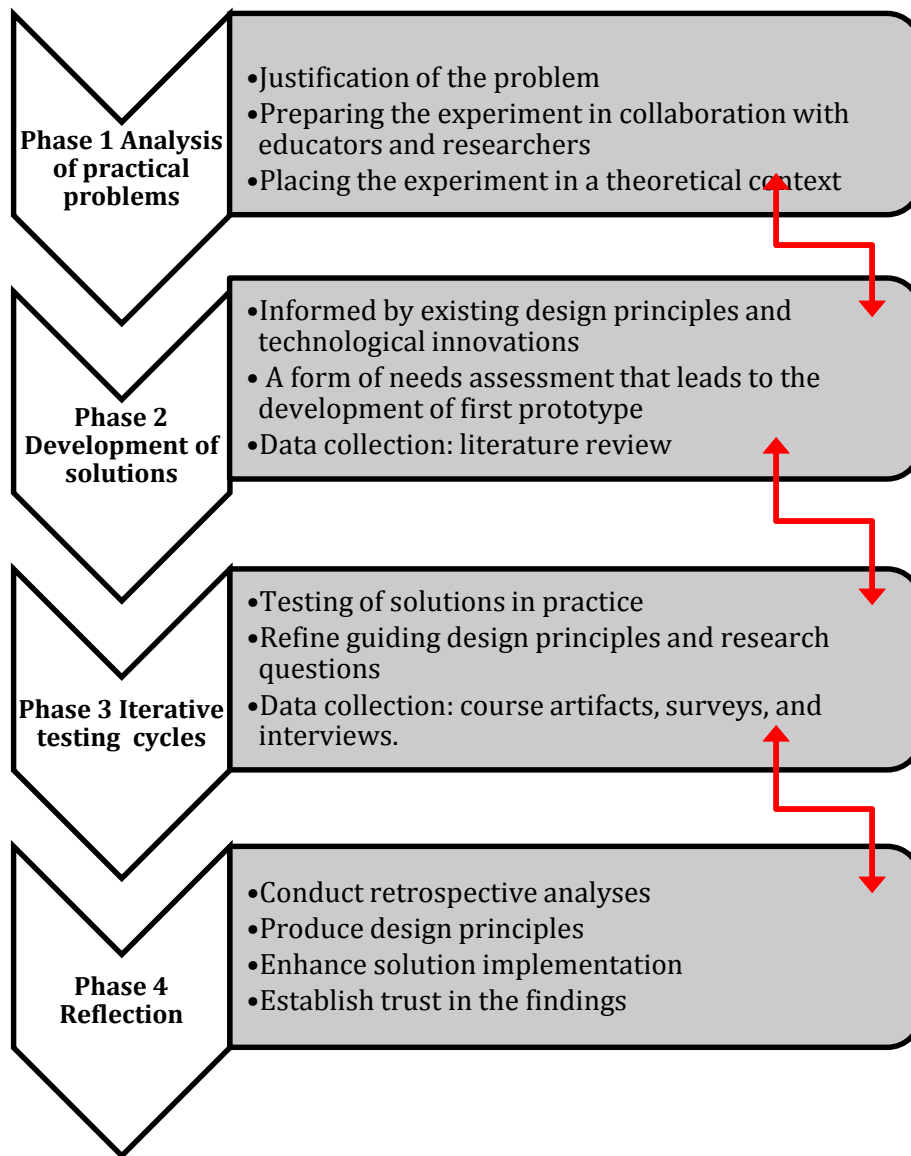 Phase 1 Analysis
of practical
problems
•Justification of the problem
•Preparing the experiment in collaboration with
educators and researchers
•Placing the experiment in a theoretical context
Phase 2
Development of
solutions
•Informed by existing design principles and
technological innovations
• A form of needs assessment that leads to the
development of first prototype
•Data collection: literature review
Phase 3 Iterative
testing cycles
•Testing of solutions in practice
•Refine guiding design principles and research
questions
•Data collection: course artifacts, surveys, and
interviews.
Phase 4
Reflection
•Conduct retrospective analyses
•Produce design principles
•Enhance solution implementation
•Establish trust in the findings